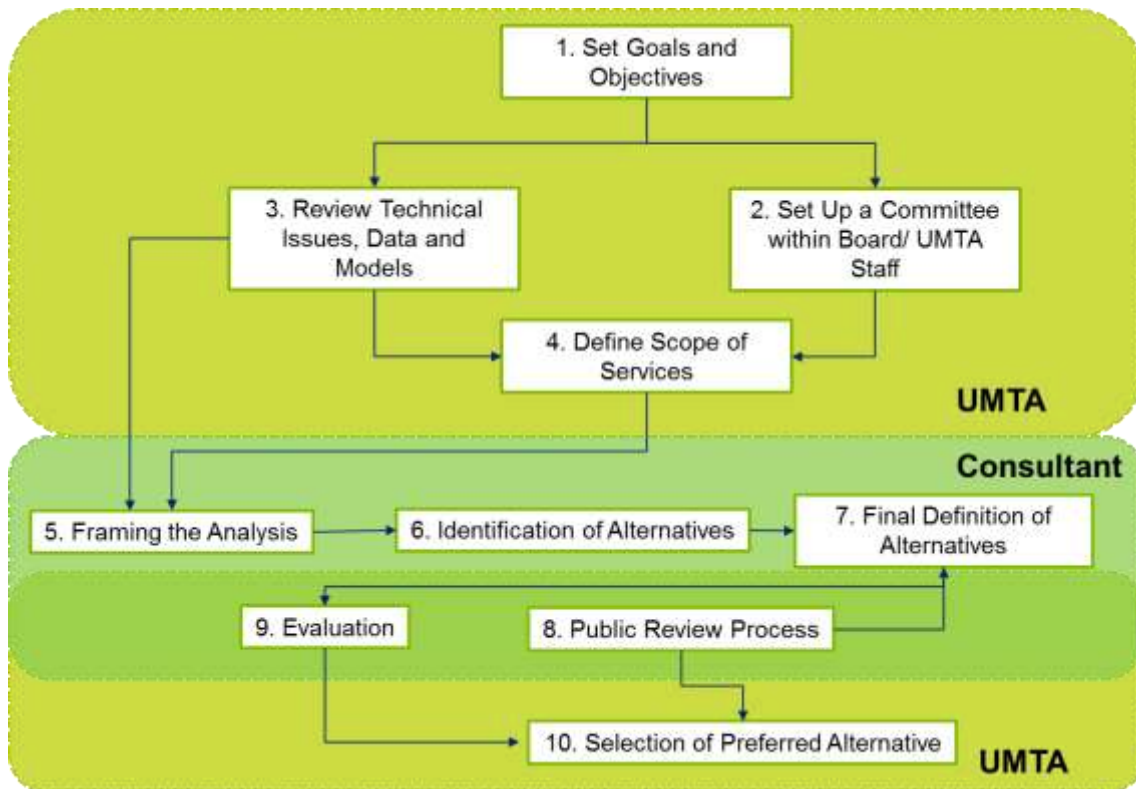 1. Set Goals and
Objectives
3. Review Technical
Issues, Data and
Models
2. Set Up a Committee
within Board/ UMTA
Staff
4. Define Scope of
Services
UMTA
Consultant
5. Framing the Analysis
6. Identification of Alternatives
7. Final Definition of
Alternatives
9. Evaluation
8. Public Review Process
10. Selection of Preferred Alternative
UMTA